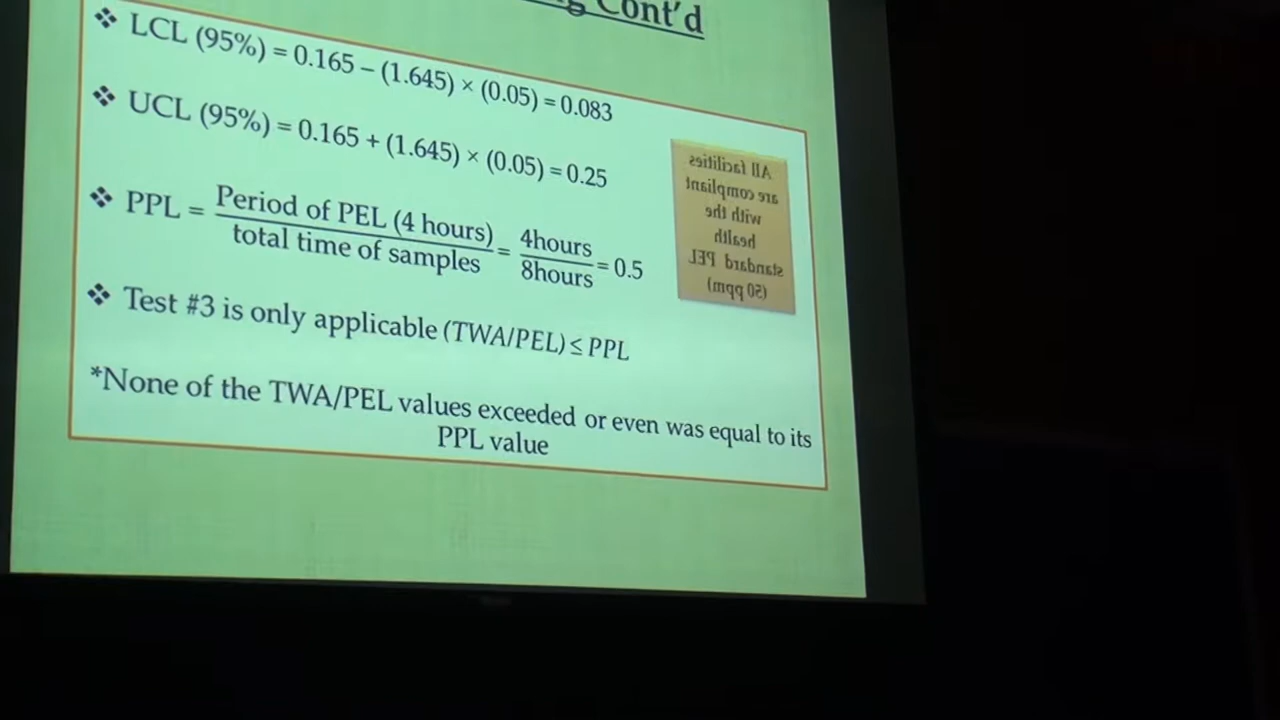 Cont'd
❖ LCL (95%) = 0.165 – (1.645) × (0.05) = 0.083
❖ UCL (95%) = 0.165 + (1.645) × (0.05) = 0.25
❖ PPL = Period of PEL (4 hours) / total time of samples = 4hours / 8hours = 0.5
❖ Test #3 is only applicable (TWA/PEL) ≤ PPL
*None of the TWA/PEL values exceeded or even was equal to its
PPL value
All facilities
are compliant
with the
health
standard PEL
(50 ppm)